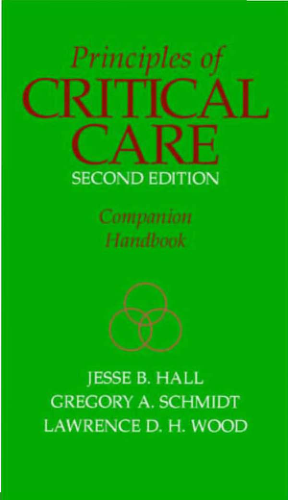 Principles of
CRITICAL
CARE
SECOND EDITION
Companion
Handbook
JESSE B. HALL
GREGORY A. SCHMIDT
LAWRENCE D. H. WOOD